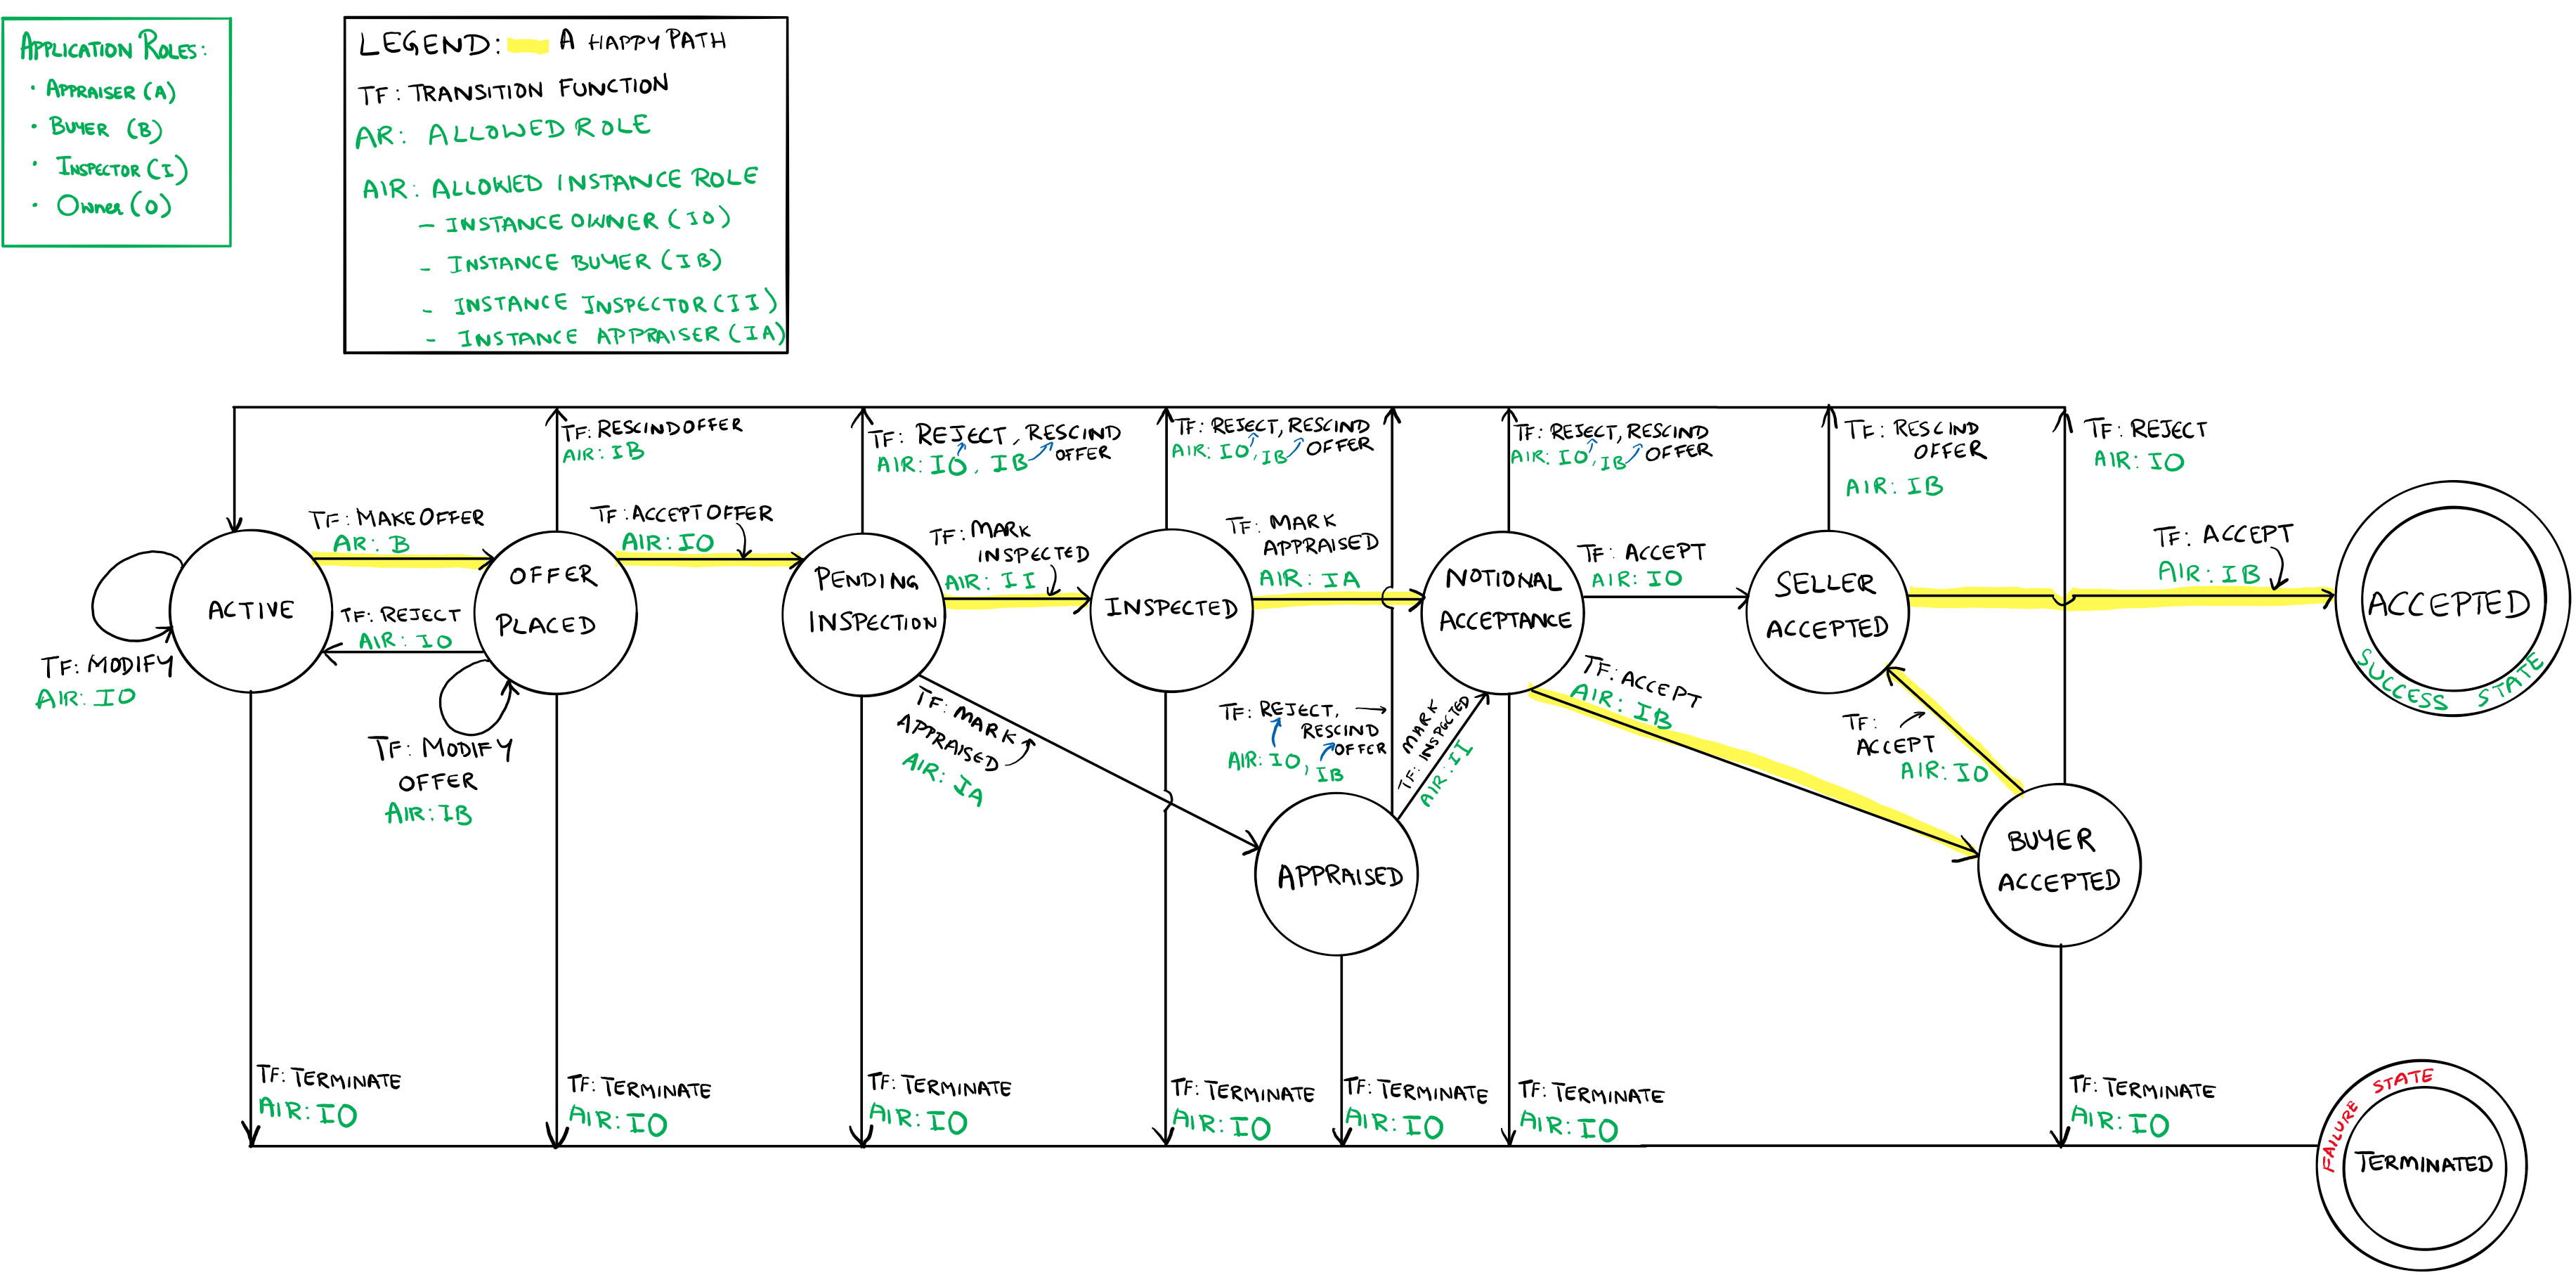 APPLICATION ROLES:
· APPRAISER (A)
· BUYER (B)
· INSPECTOR (I)
· OWNER (O)
LEGEND: A HAPPY PATH
TF: TRANSITION FUNCTION
AR: ALLOWED ROLE
AIR: ALLOWED INSTANCE ROLE
- INSTANCE OWNER (IO)
- INSTANCE BUYER (IB)
- INSTANCE INSPECTOR (II)
- INSTANCE APPRAISER (IA)
TF: RESCIND OFFER
AIR: IB
TF: REJECT, RESCIND
OFFER
AIR: IO, IB
TF: REJECT, RESCIND
OFFER
AIR: IO, IB
TF: REJECT, RESCIND
OFFER
AIR: IO, IB
TF: RESCIND
OFFER
AIR: IB
TF: REJECT
AIR: IO
ACTIVE
TF: MODIFY
AIR: IO
TF: MAKE OFFER
AR: B
TF: REJECT
AIR: IO
OFFER
PLACED
TF: MODIFY
OFFER
AIR: IB
TF: ACCEPT OFFER
AIR: IO
PENDING
INSPECTION
TF: MARK
INSPECTED
AIR: II
TF: MARK
APPRAISED
AIR: IA
INSPECTED
TF: MARK
APPRAISED
AIR: IA
TF: REJECT,
RESCIND
OFFER
AIR: IO, IB
APPRAISED
TF: MARK
INSPECTED
AIR: II
NOTIONAL
ACCEPTANCE
TF: ACCEPT
AIR: IO
TF: ACCEPT
AIR: IB
SELLER
ACCEPTED
TF:
ACCEPT
AIR: IO
BUYER
ACCEPTED
TF: ACCEPT
AIR: IB
ACCEPTED
SUCCESS STATE
TF: TERMINATE
AIR: IO
TF: TERMINATE
AIR: IO
TF: TERMINATE
AIR: IO
TF: TERMINATE
AIR: IO
TF: TERMINATE
AIR: IO
TF: TERMINATE
AIR: IO
TF: TERMINATE
AIR: IO
FAILURE STATE
TERMINATED